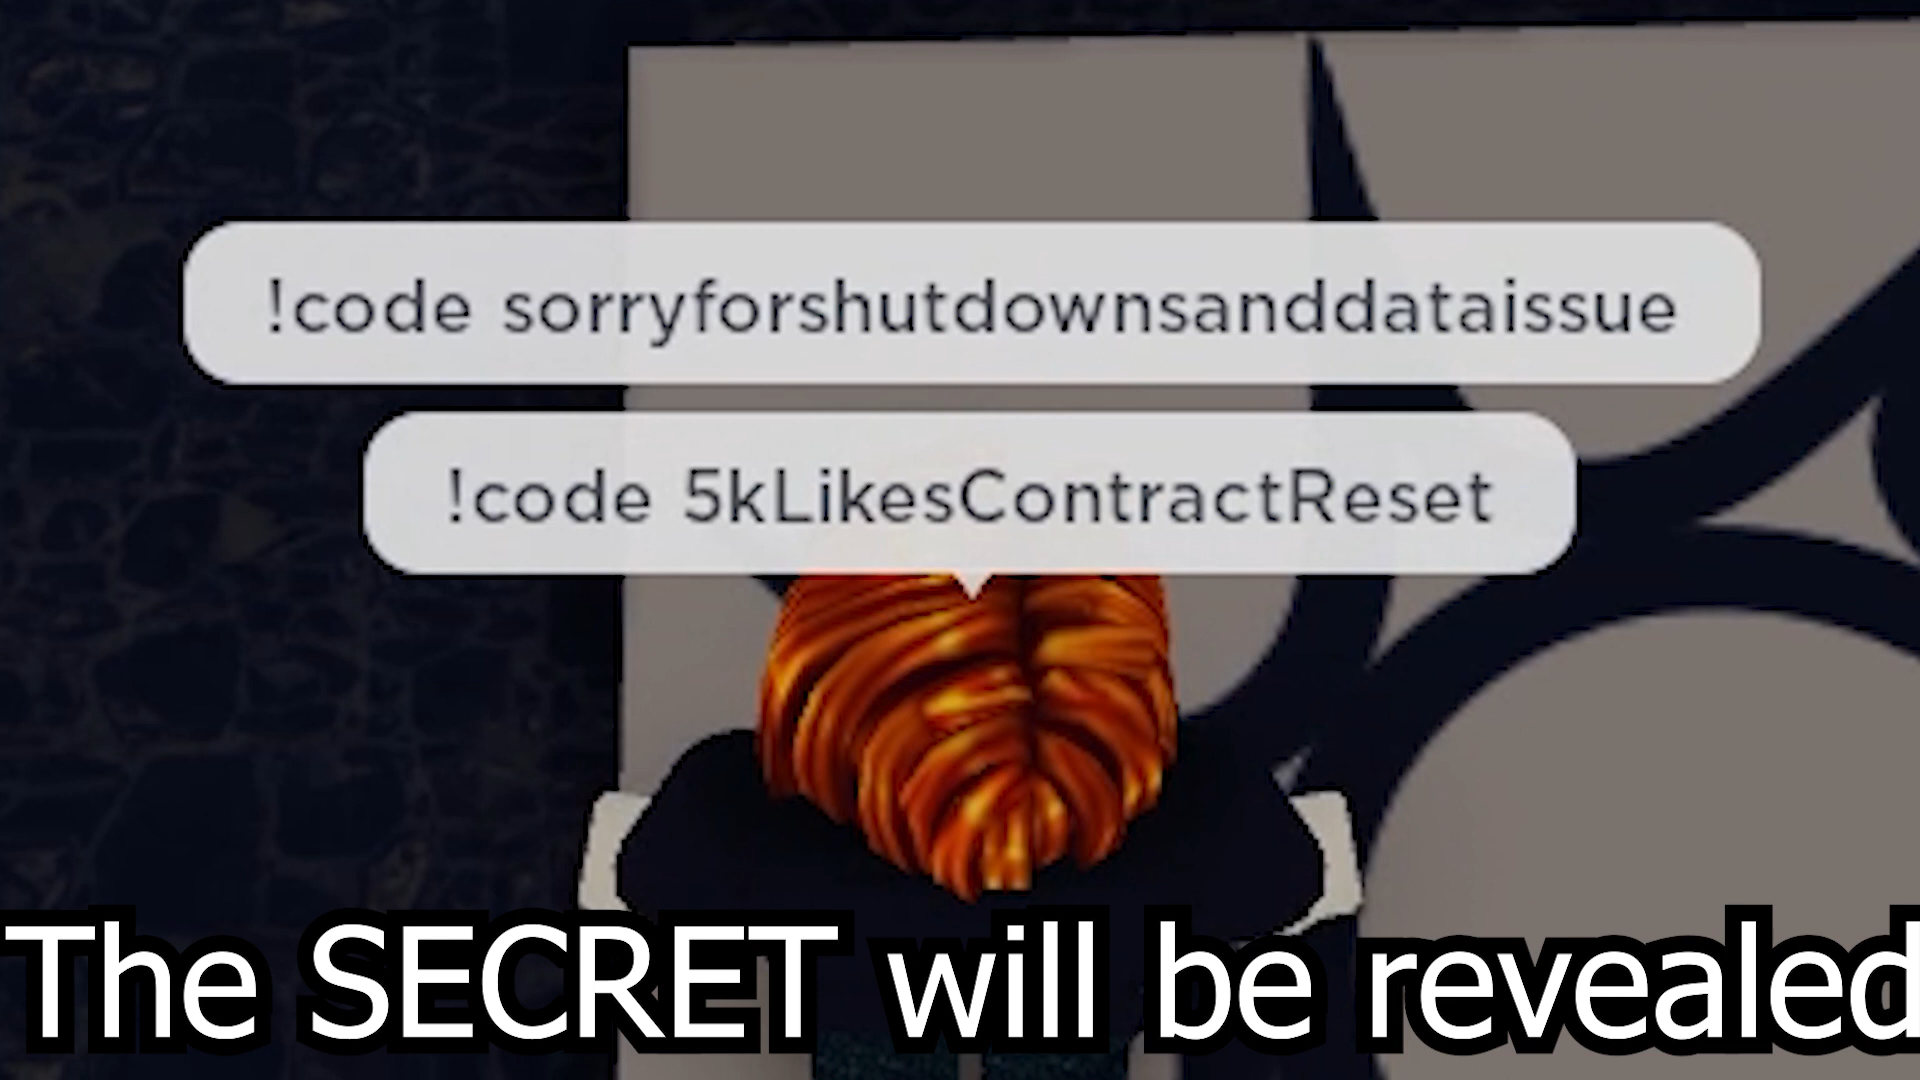 !code sorryforshutdownsanddataissue
!code 5kLikesContractReset
The SECRET will be revealed